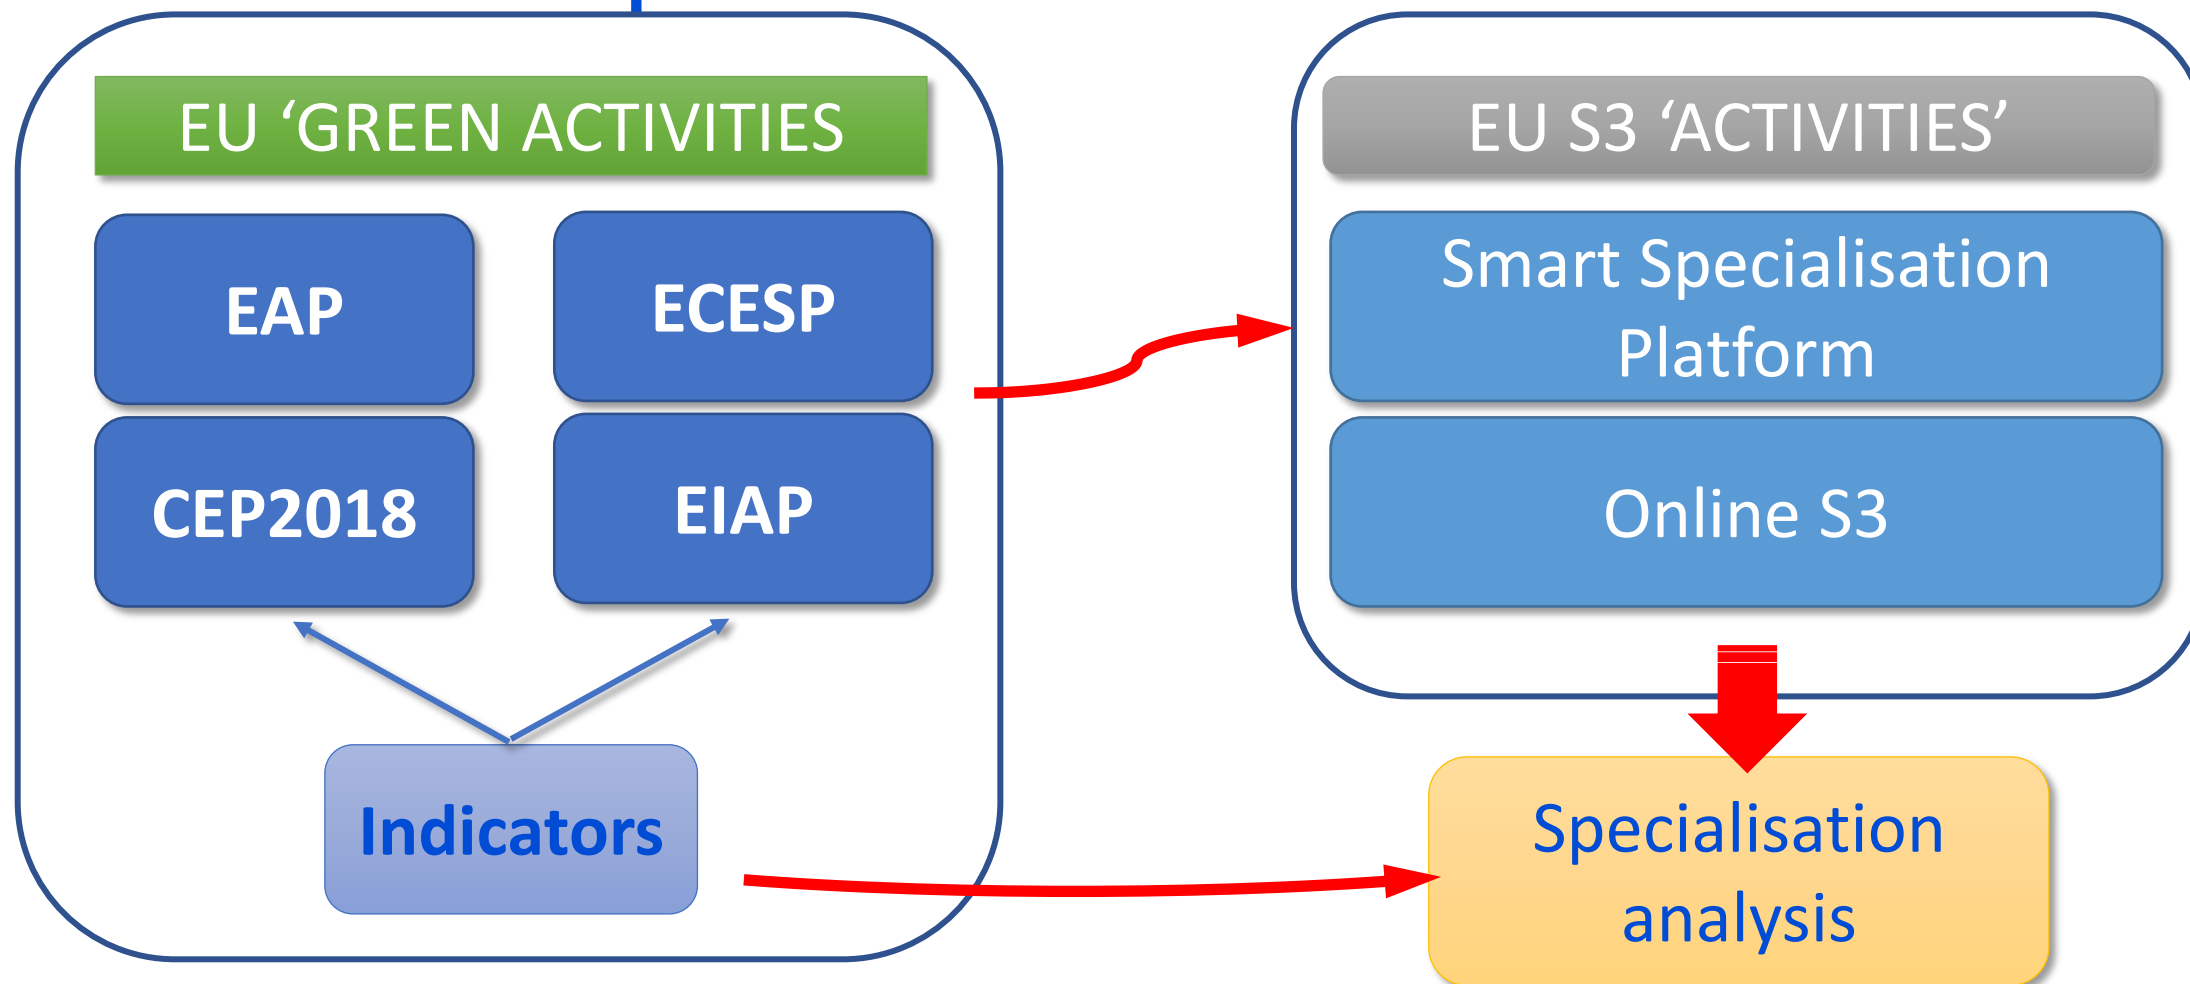 EU ‘GREEN ACTIVITIES
EAP
ECESP
CEP2018
EIAP
Indicators
EU S3 ‘ACTIVITIES’
Smart Specialisation
Platform
Online S3
Specialisation
analysis